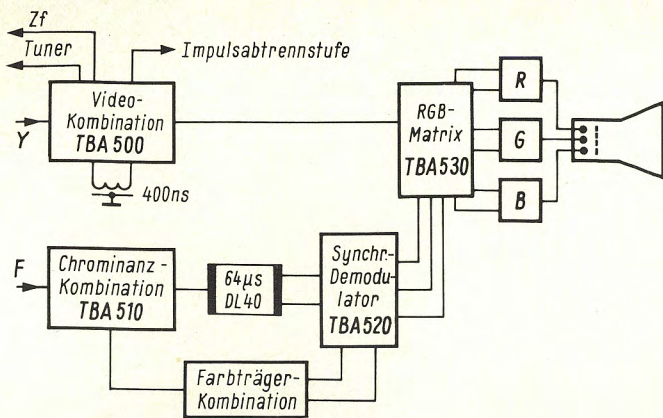 Zf
Tuner
Impulsabtrennstufe
Y
Video-
Kombination
TBA 500
400ns
RGB-
Matrix
TBA530
R
G
B
F
Chrominanz-
Kombination
TBA 510
64µs
DL40
Synchr.-
Demodu-
lator
TBA520
Farbträger-
Kombination